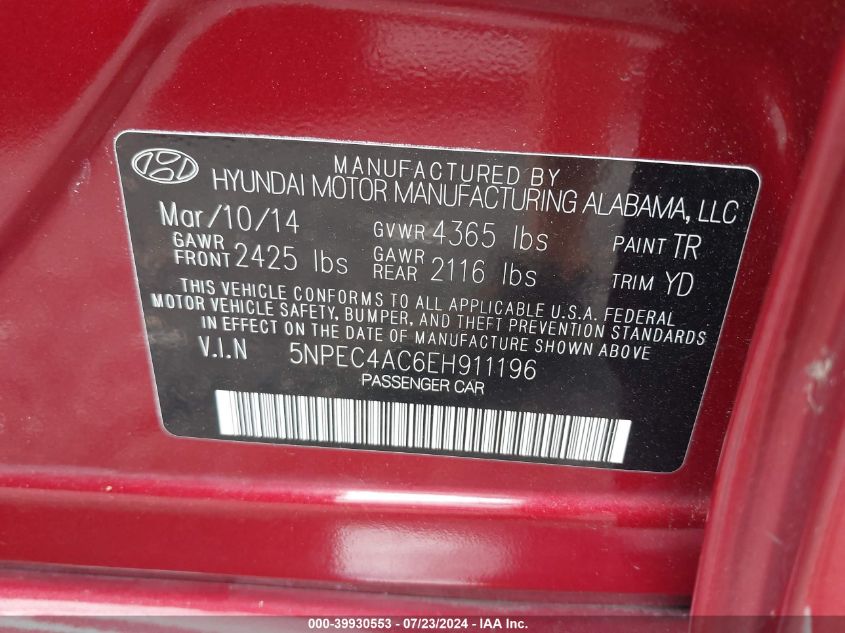 MANUFACTURED BY
HYUNDAI MOTOR MANUFACTURING ALABAMA, LLC
Mar/10/14 GVWR 4365 lbs PAINT TR
GAWR FRONT 2425 lbs GAWR REAR 2116 lbs TRIM YD
THIS VEHICLE CONFORMS TO ALL APPLICABLE U.S.A. FEDERAL
MOTOR VEHICLE SAFETY, BUMPER, AND THEFT PREVENTION STANDARDS
IN EFFECT ON THE DATE OF MANUFACTURE SHOWN ABOVE.
V.I.N 5NPEC4AC6EH911196
PASSENGER CAR
000-39930553 - 07/23/2024 - IAAI.com